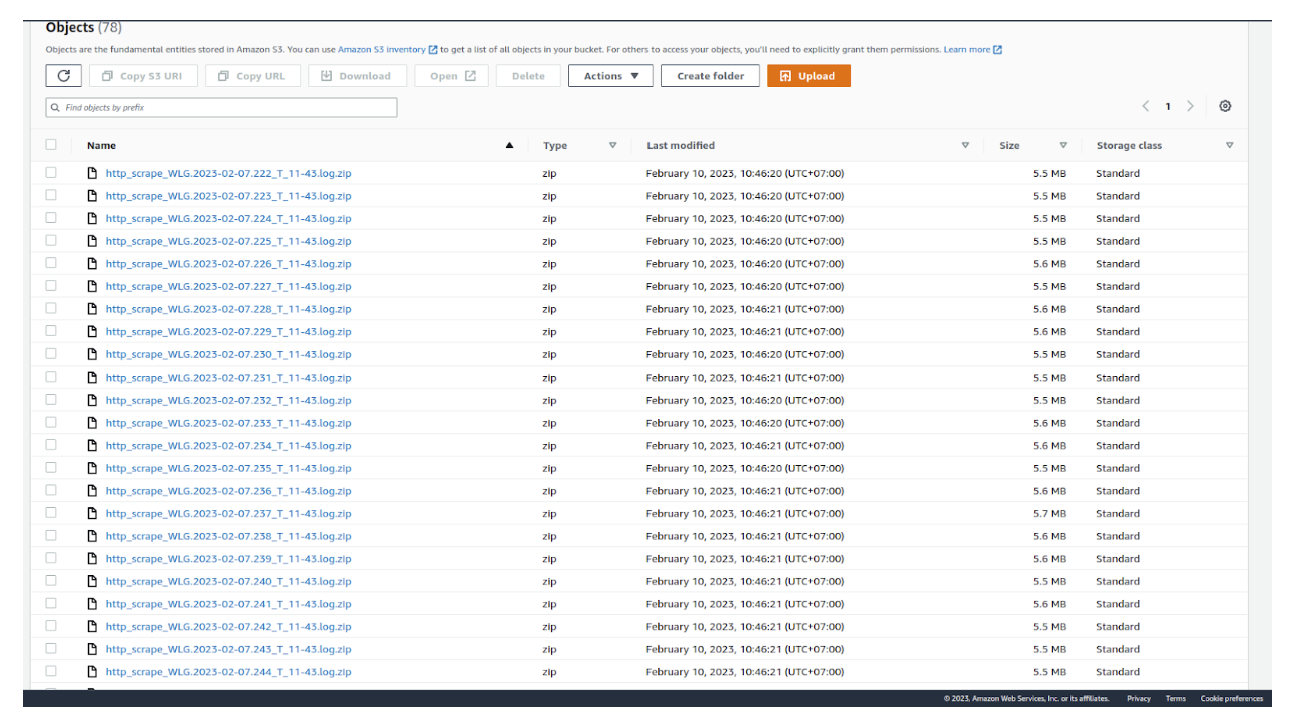 Objects (78)
Objects are the fundamental entities stored in Amazon S3. You can use Amazon S3 inventory to get a list of all objects in your bucket. For others to access your objects, you'll need to explicitly grant them permissions. Learn more
Copy S3 URI Copy URL Download Open Delete Actions Create folder Upload
Find objects by prefix 1
Name Type Last modified Size Storage class
http_scrape_WLG.2023-02-07.222_T_11-43.log.zip zip February 10, 2023, 10:46:20 (UTC+07:00) 5.5 MB Standard
http_scrape_WLG.2023-02-07.223_T_11-43.log.zip zip February 10, 2023, 10:46:20 (UTC+07:00) 5.5 MB Standard
http_scrape_WLG.2023-02-07.224_T_11-43.log.zip zip February 10, 2023, 10:46:20 (UTC+07:00) 5.5 MB Standard
http_scrape_WLG.2023-02-07.225_T_11-43.log.zip zip February 10, 2023, 10:46:20 (UTC+07:00) 5.5 MB Standard
http_scrape_WLG.2023-02-07.226_T_11-43.log.zip zip February 10, 2023, 10:46:20 (UTC+07:00) 5.6 MB Standard
http_scrape_WLG.2023-02-07.227_T_11-43.log.zip zip February 10, 2023, 10:46:20 (UTC+07:00) 5.5 MB Standard
http_scrape_WLG.2023-02-07.228_T_11-43.log.zip zip February 10, 2023, 10:46:21 (UTC+07:00) 5.6 MB Standard
http_scrape_WLG.2023-02-07.229_T_11-43.log.zip zip February 10, 2023, 10:46:21 (UTC+07:00) 5.6 MB Standard
http_scrape_WLG.2023-02-07.230_T_11-43.log.zip zip February 10, 2023, 10:46:20 (UTC+07:00) 5.5 MB Standard
http_scrape_WLG.2023-02-07.231_T_11-43.log.zip zip February 10, 2023, 10:46:21 (UTC+07:00) 5.5 MB Standard
http_scrape_WLG.2023-02-07.232_T_11-43.log.zip zip February 10, 2023, 10:46:20 (UTC+07:00) 5.5 MB Standard
http_scrape_WLG.2023-02-07.233_T_11-43.log.zip zip February 10, 2023, 10:46:20 (UTC+07:00) 5.6 MB Standard
http_scrape_WLG.2023-02-07.234_T_11-43.log.zip zip February 10, 2023, 10:46:21 (UTC+07:00) 5.6 MB Standard
http_scrape_WLG.2023-02-07.235_T_11-43.log.zip zip February 10, 2023, 10:46:20 (UTC+07:00) 5.5 MB Standard
http_scrape_WLG.2023-02-07.236_T_11-43.log.zip zip February 10, 2023, 10:46:21 (UTC+07:00) 5.6 MB Standard
http_scrape_WLG.2023-02-07.237_T_11-43.log.zip zip February 10, 2023, 10:46:21 (UTC+07:00) 5.7 MB Standard
http_scrape_WLG.2023-02-07.238_T_11-43.log.zip zip February 10, 2023, 10:46:21 (UTC+07:00) 5.6 MB Standard
http_scrape_WLG.2023-02-07.239_T_11-43.log.zip zip February 10, 2023, 10:46:21 (UTC+07:00) 5.6 MB Standard
http_scrape_WLG.2023-02-07.240_T_11-43.log.zip zip February 10, 2023, 10:46:21 (UTC+07:00) 5.5 MB Standard
http_scrape_WLG.2023-02-07.241_T_11-43.log.zip zip February 10, 2023, 10:46:21 (UTC+07:00) 5.6 MB Standard
http_scrape_WLG.2023-02-07.242_T_11-43.log.zip zip February 10, 2023, 10:46:21 (UTC+07:00) 5.5 MB Standard
http_scrape_WLG.2023-02-07.243_T_11-43.log.zip zip February 10, 2023, 10:46:21 (UTC+07:00) 5.5 MB Standard
http_scrape_WLG.2023-02-07.244_T_11-43.log.zip zip February 10, 2023, 10:46:21 (UTC+07:00) 5.5 MB Standard
© 2023, Amazon Web Services, Inc. or its affiliates. Privacy Terms Cookie preferences